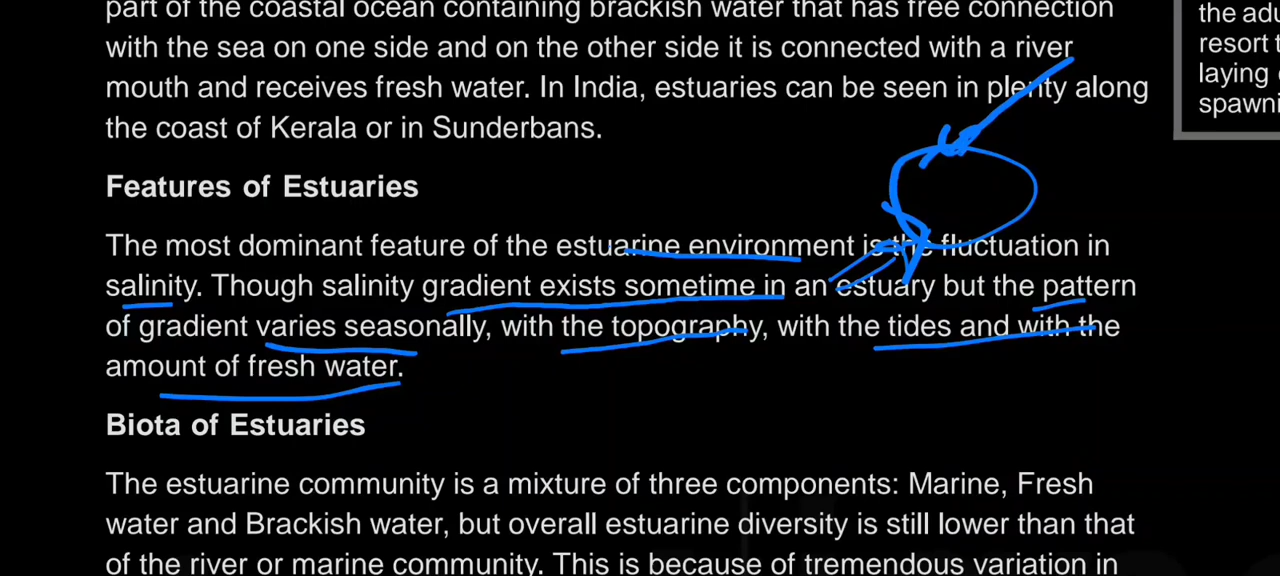 part of the coastal ocean containing brackish water that has free connection
with the sea on one side and on the other side it is connected with a river
mouth and receives fresh water. In India, estuaries can be seen in plenty along
the coast of Kerala or in Sunderbans.
Features of Estuaries
The most dominant feature of the estuarine environment is the fluctuation in
salinity. Though salinity gradient exists sometime in an estuary but the pattern
of gradient varies seasonally, with the topography, with the tides and with the
amount of fresh water.
Biota of Estuaries
The estuarine community is a mixture of three components: Marine, Fresh
water and Brackish water, but overall estuarine diversity is still lower than that
of the river or marine community. This is because of tremendous variation in
the
resort
laying